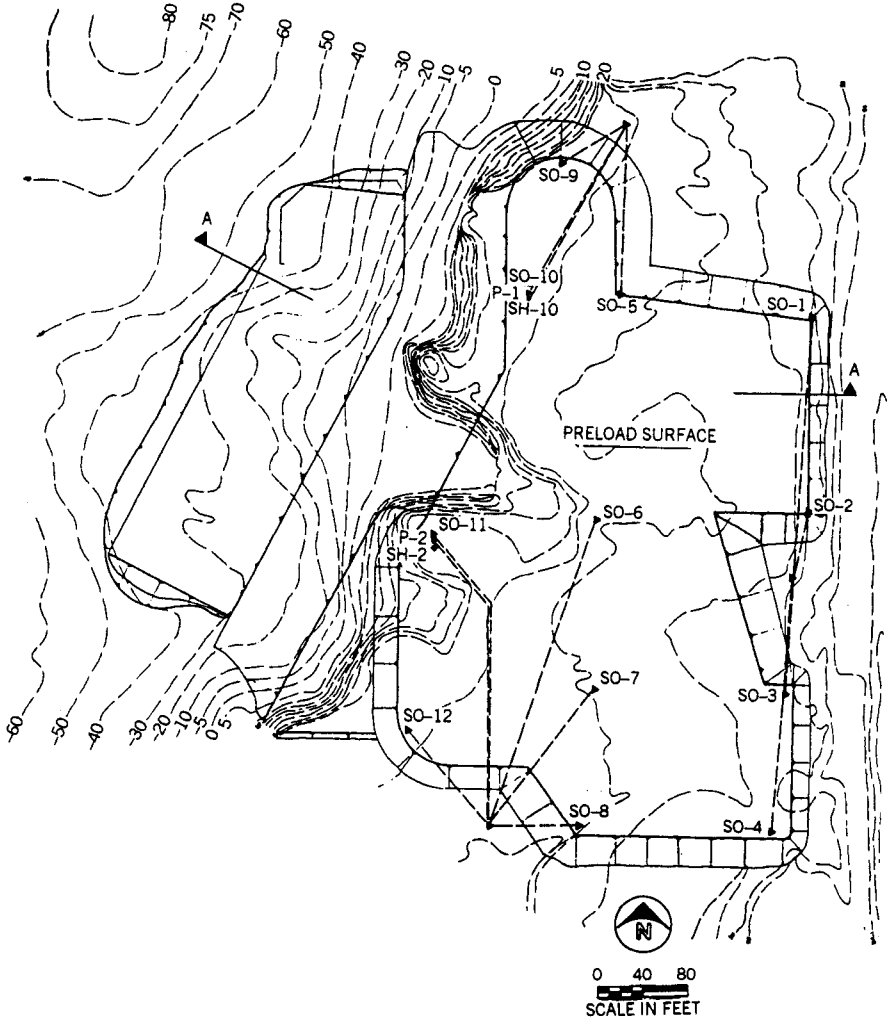 -80
-75
-70
-60
-50
-40
-30
-20
-10
-5
0
5
10
20
SO-9
A
SO-10
P-1
SH-10
SO-5
SO-1
A
PRELOAD SURFACE
SO-6
SO-2
SO-11
P-2
SH-2
SO-7
SO-3
SO-12
SO-8
SO-4
-60
-50
-40
-30
-20
-10
-5
0
5
N
0 40 80
SCALE IN FEET